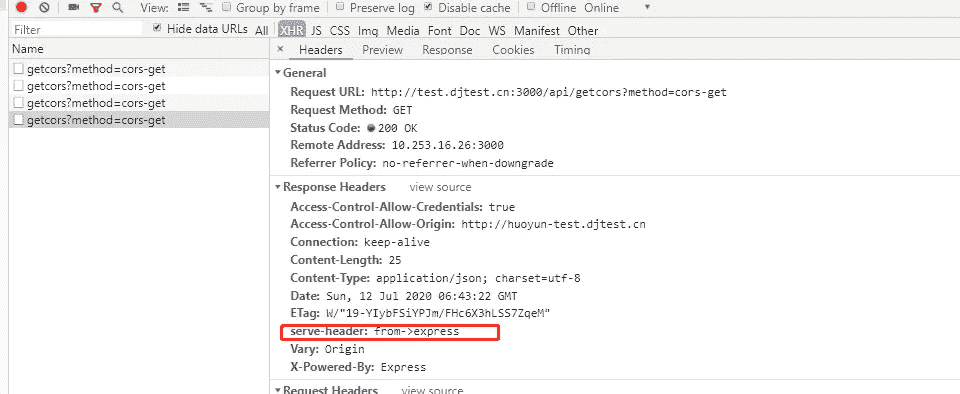 View: Group by frame Preserve log Disable cache Offline Online
Filter Hide data URLs All XHR JS CSS Img Media Font Doc WS Manifest Other
Name
× Headers Preview Response Cookies Timing
getcors?method=cors-get
getcors?method=cors-get
getcors?method=cors-get
getcors?method=cors-get
General
Request URL: http://test.djtest.cn:3000/api/getcors?method=cors-get
Request Method: GET
Status Code: 200 OK
Remote Address: 10.253.16.26:3000
Referrer Policy: no-referrer-when-downgrade
Response Headers view source
Access-Control-Allow-Credentials: true
Access-Control-Allow-Origin: http://huoyun-test.djtest.cn
Connection: keep-alive
Content-Length: 25
Content-Type: application/json; charset=utf-8
Date: Sun, 12 Jul 2020 06:43:22 GMT
ETag: W/"19-YIybFSiYPJm/FHc6X3hLSS7ZqeM"
serve-header: from->express
Vary: Origin
X-Powered-By: Express
Request Headers view source